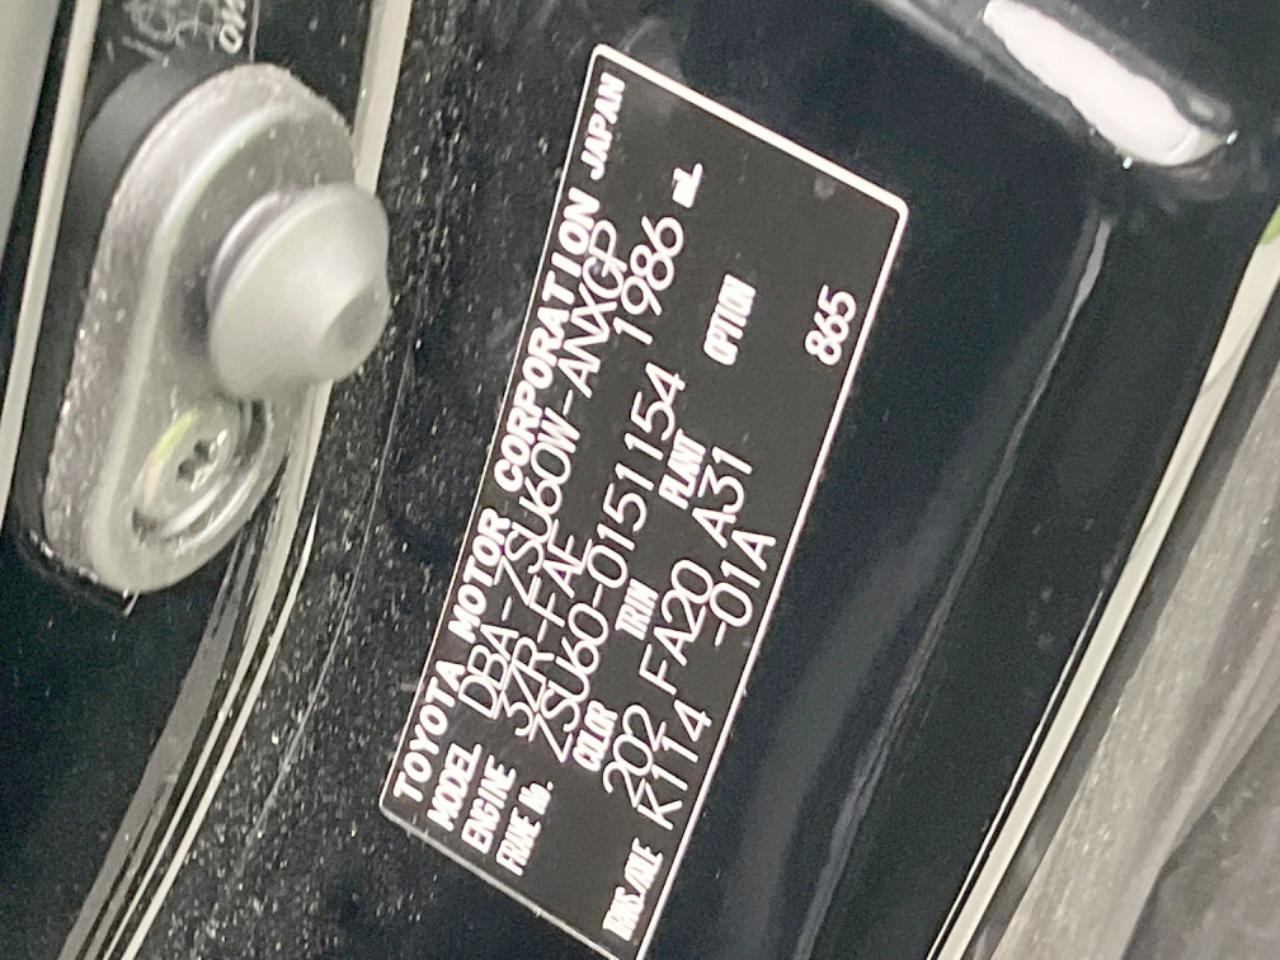 TOYOTA MOTOR CORPORATION JAPAN
MODEL DBA-ZSU60W-ANXGP
ENGINE 3ZR-FAE 1986 mL
FRAME No. ZSU60-0151154
COLOR TRIM PLANT OPTION
202 FA20 A31
TRANS./AXLE K114 -01A 865